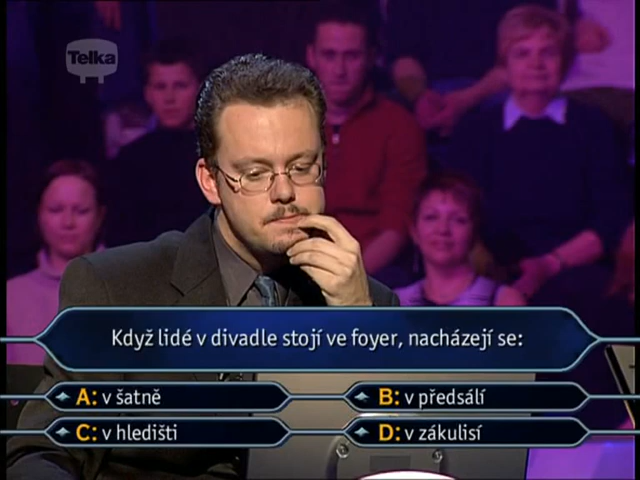 Telka
Když lidé v divadle stojí ve foyer, nacházejí se:
A: v šatně
B: v předsálí
C: v hledišti
D: v zákulisí